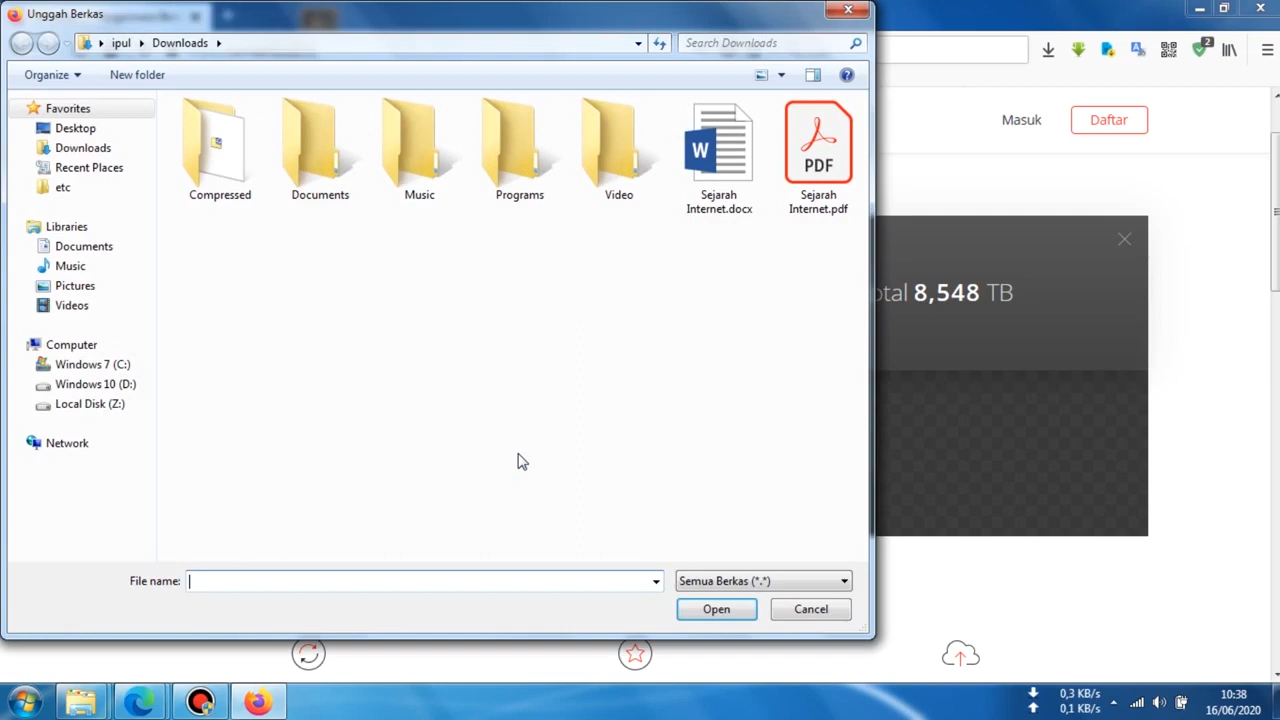 Unggah Berkas
ipul
Downloads
Search Downloads
2
Organize
New folder
Masuk
Daftar
Favorites
Desktop
Downloads
Recent Places
etc
Libraries
Documents
Music
Pictures
Videos
Computer
Windows 7 (C:)
Windows 10 (D:)
Local Disk (Z:)
Network
Compressed
Documents
Music
Programs
Video
W
Sejarah
Internet.docx
PDF
Sejarah
Internet.pdf
otal 8,548 TB
File name:
Semua Berkas (*.*)
Open
Cancel
0,3 KB/s
0,1 KB/s
10:38
16/06/2020